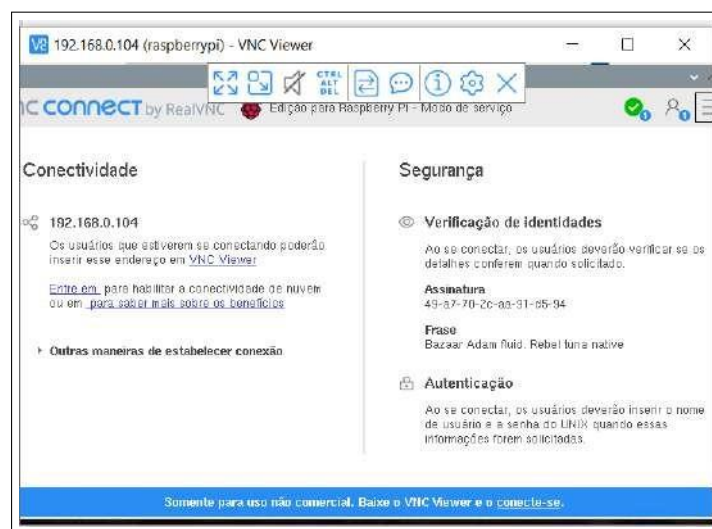 V2 192.168.0.104 (raspberrypi) - VNC Viewer
CTRL
ALT
DEL
nc connect by RealVNC Edição para Raspberry Pi - Modo de serviço
Conectividade
192.168.0.104
Os usuários que estiverem se conectando poderão
inserir esse endereço em VNC Viewer
Entre em para habilitar a conectividade de nuvem
ou em para saber mais sobre os benefícios
Outras maneiras de estabelecer conexão
Segurança
Verificação de identidades
Ao se conectar, os usuários deverão verificar se os
detalhes conferem quando solicitado.
Assinatura
49-a7-70-2c-aa-91-d5-94
Frase
Bazaar Adam fluid. Rebel tuna native
Autenticação
Ao se conectar, os usuários deverão inserir o nome
de usuário e a senha do UNIX quando essas
informações forem solicitadas.
Somente para uso não comercial. Baixe o VNC Viewer e o conecte-se.